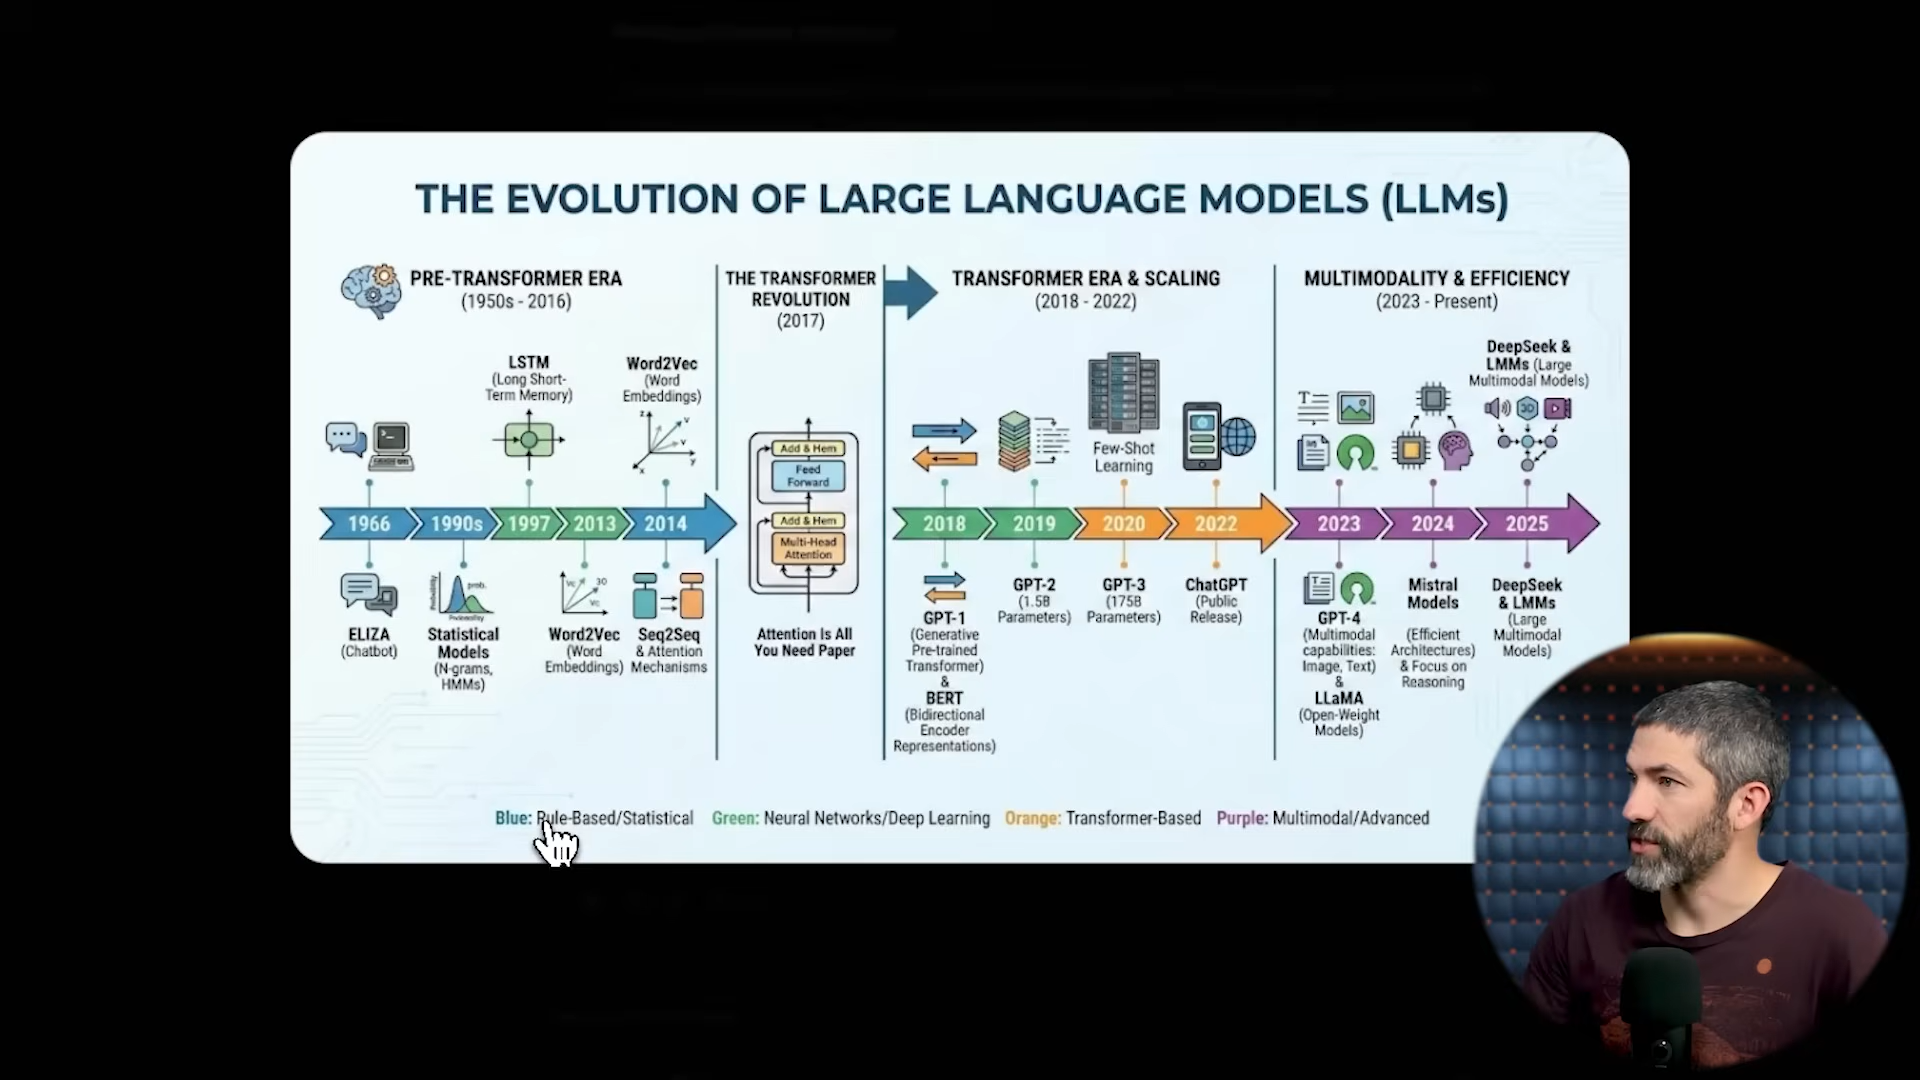 THE EVOLUTION OF LARGE LANGUAGE MODELS (LLMs)
PRE-TRANSFORMER ERA
(1950s - 2016)
THE TRANSFORMER
REVOLUTION
(2017)
TRANSFORMER ERA & SCALING
(2018 - 2022)
MULTIMODALITY & EFFICIENCY
(2023 - Present)
LSTM
(Long Short-
Term Memory)
Word2Vec
(Word
Embeddings)
z
v
v
x
y
Add & Hem
Feed
Forward
Add & Hem
Multi-Head
Attention
Few-Shot
Learning
T
DeepSeek &
LMMs (Large
Multimodal Models)
3D
1966
1990s
1997
2013
2014
2018
2019
2020
2022
2023
2024
2025
ELIZA
(Chatbot)
prob.
Statistical
Models
(N-grams,
HMMs)
Vc
30
Vc
Word2Vec
(Word
Embeddings)
Seq2Seq
& Attention
Mechanisms
Attention Is All
You Need Paper
GPT-1
(Generative
Pre-trained
Transformer)
&
BERT
(Bidirectional
Encoder
Representations)
GPT-2
(1.5B
Parameters)
GPT-3
(175B
Parameters)
ChatGPT
(Public
Release)
T
GPT-4
(Multimodal
capabilities:
Image, Text)
&
LLaMA
(Open-Weight
Models)
Mistral
Models
(Efficient
Architectures)
& Focus on
Reasoning
DeepSeek
& LMMs
(Large
Multimodal
Models)
Blue: Rule-Based/Statistical Green: Neural Networks/Deep Learning Orange: Transformer-Based Purple: Multimodal/Advanced